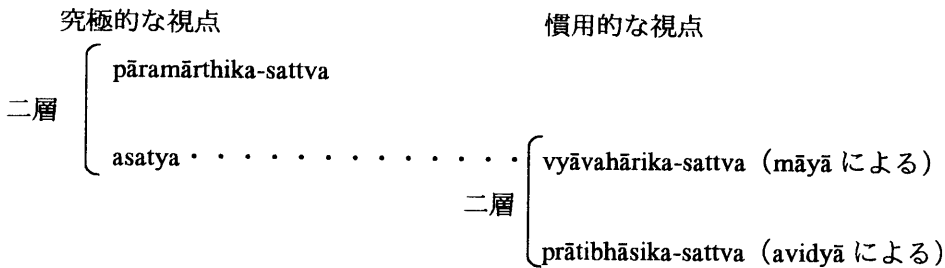 究極的な視点 慣用的な視点
pāramārthika-sattva
二層
asatya・・・・・・・・・・・・・・vyāvahārika-sattva（māyā による）
二層
prātibhāsika-sattva（avidyā による）